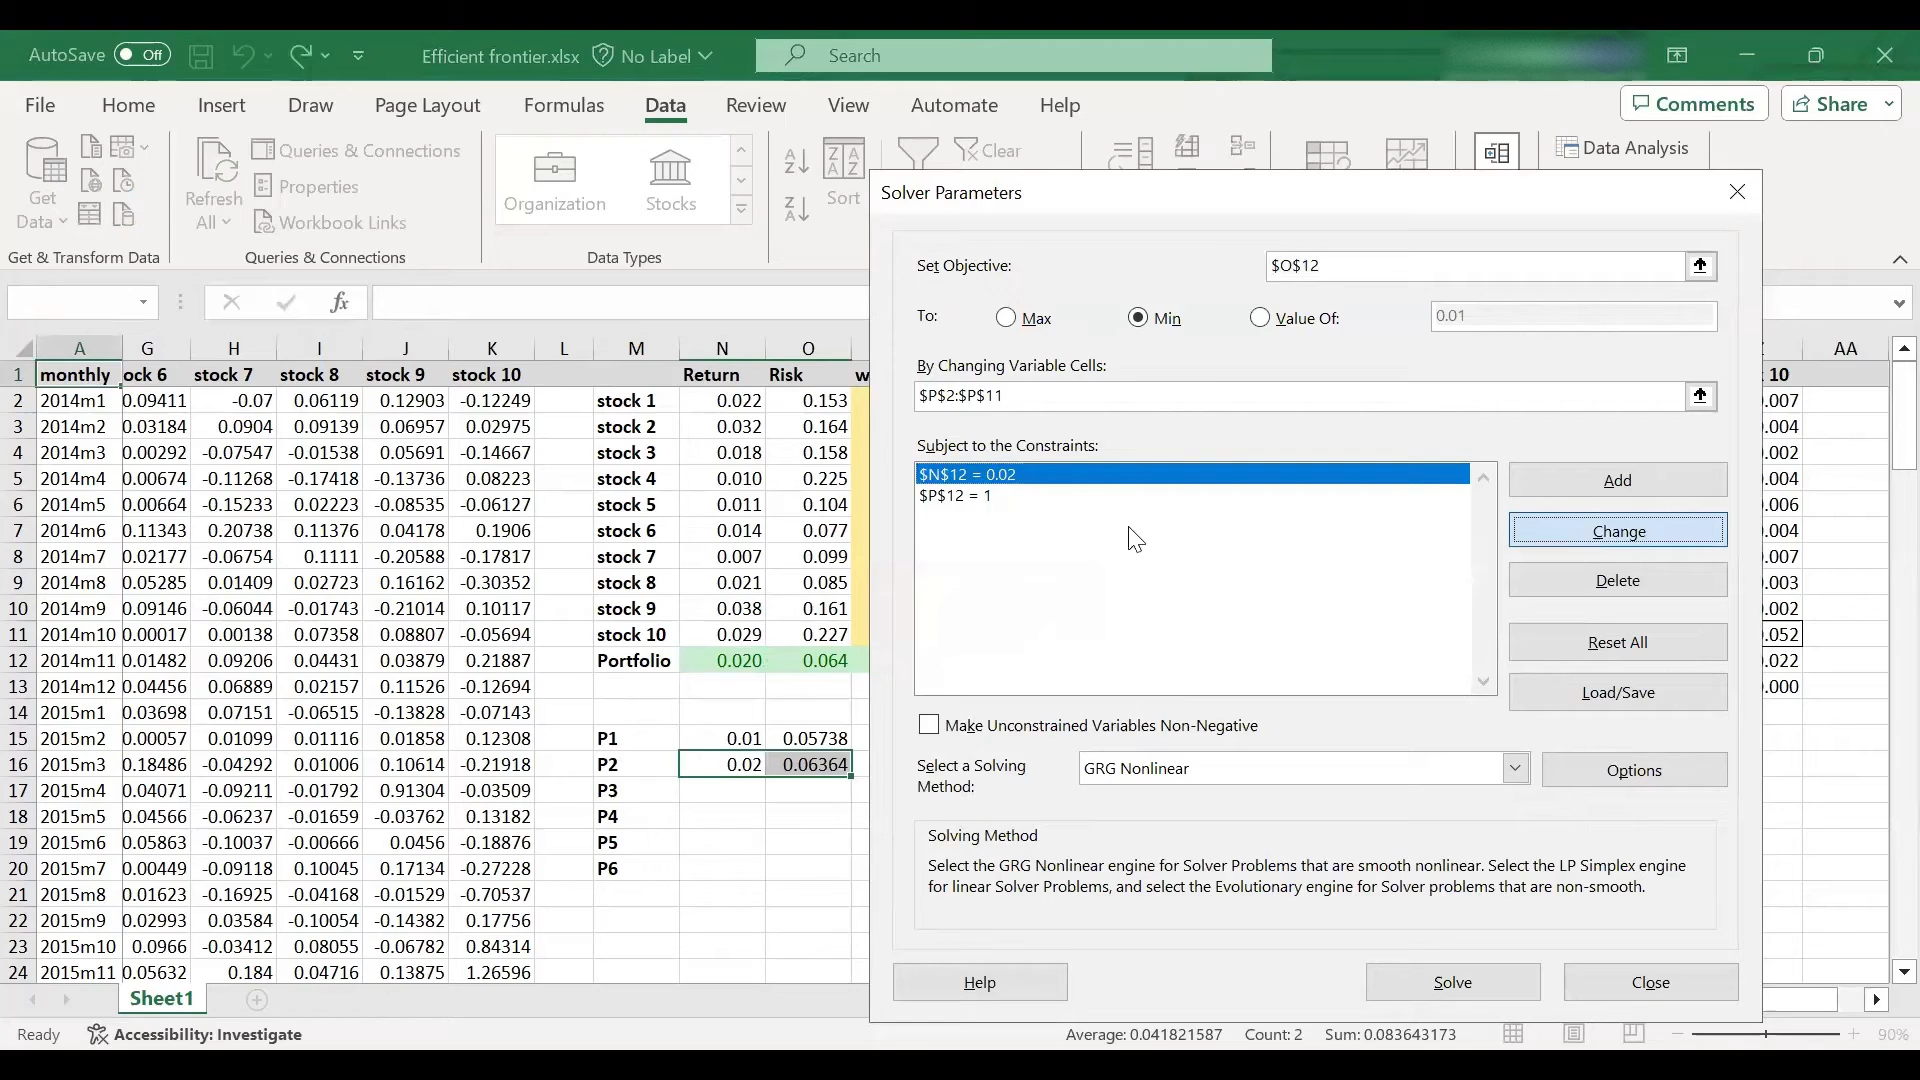 AutoSave Off Efficient frontier.xlsx No Label Search
File Home Insert Draw Page Layout Formulas Data Review View Automate Help Comments Share
Get Data
Refresh All
Queries & Connections
Properties
Workbook Links
Organization Stocks
Sort
Clear
Data Analysis
Get & Transform Data Queries & Connections Data Types
fx
A G H I J K L M N O AA
1 monthly ock 6 stock 7 stock 8 stock 9 stock 10 Return Risk w 10
2 2014m1 0.09411 -0.07 0.06119 0.12903 -0.12249 stock 1 0.022 0.153 .007
3 2014m2 0.03184 0.0904 0.09139 0.06957 0.02975 stock 2 0.032 0.164 .004
4 2014m3 0.00292 -0.07547 -0.01538 0.05691 -0.14667 stock 3 0.018 0.158 .002
5 2014m4 0.00674 -0.11268 -0.17418 -0.13736 0.08223 stock 4 0.010 0.225 .004
6 2014m5 0.00664 -0.15233 0.02223 -0.08535 -0.06127 stock 5 0.011 0.104 .006
7 2014m6 0.11343 0.20738 0.11376 0.04178 0.1906 stock 6 0.014 0.077 .004
8 2014m7 0.02177 -0.06754 0.1111 -0.20588 -0.17817 stock 7 0.007 0.099 .007
9 2014m8 0.05285 0.01409 0.02723 0.16162 -0.30352 stock 8 0.021 0.085 .003
10 2014m9 0.09146 -0.06044 -0.01743 -0.21014 0.10117 stock 9 0.038 0.161 .002
11 2014m10 0.00017 0.00138 0.07358 0.08807 -0.05694 stock 10 0.029 0.227 .052
12 2014m11 0.01482 0.09206 0.04431 0.03879 0.21887 Portfolio 0.020 0.064 .022
13 2014m12 0.04456 0.06889 0.02157 0.11526 -0.12694 .000
14 2015m1 0.03698 0.07151 -0.06515 -0.13828 -0.07143
15 2015m2 0.00057 0.01099 0.01116 0.01858 0.12308 P1 0.01 0.05738
16 2015m3 0.18486 -0.04292 0.01006 0.10614 -0.21918 P2 0.02 0.06364
17 2015m4 0.04071 -0.09211 -0.01792 0.91304 -0.03509 P3
18 2015m5 0.04566 -0.06237 -0.01659 -0.03762 0.13182 P4
19 2015m6 0.05863 -0.10037 -0.00666 0.0456 -0.18876 P5
20 2015m7 0.00449 -0.09118 0.10045 0.17134 -0.27228 P6
21 2015m8 0.01623 -0.16925 -0.04168 -0.01529 -0.70537
22 2015m9 0.02993 0.03584 -0.10054 -0.14382 0.17756
23 2015m10 0.0966 -0.03412 0.08055 -0.06782 0.84314
24 2015m11 0.05632 0.184 0.04716 0.13875 1.26596
Solver Parameters
Set Objective: $O$12
To: Max Min Value Of: 0.01
By Changing Variable Cells:
$P$2:$P$11
Subject to the Constraints:
$N$12 = 0.02
$P$12 = 1
Add
Change
Delete
Reset All
Load/Save
Make Unconstrained Variables Non-Negative
Select a Solving Method: GRG Nonlinear Options
Solving Method
Select the GRG Nonlinear engine for Solver Problems that are smooth nonlinear. Select the LP Simplex engine
for linear Solver Problems, and select the Evolutionary engine for Solver problems that are non-smooth.
Help Solve Close
Sheet1
Ready Accessibility: Investigate Average: 0.041821587 Count: 2 Sum: 0.083643173 90%